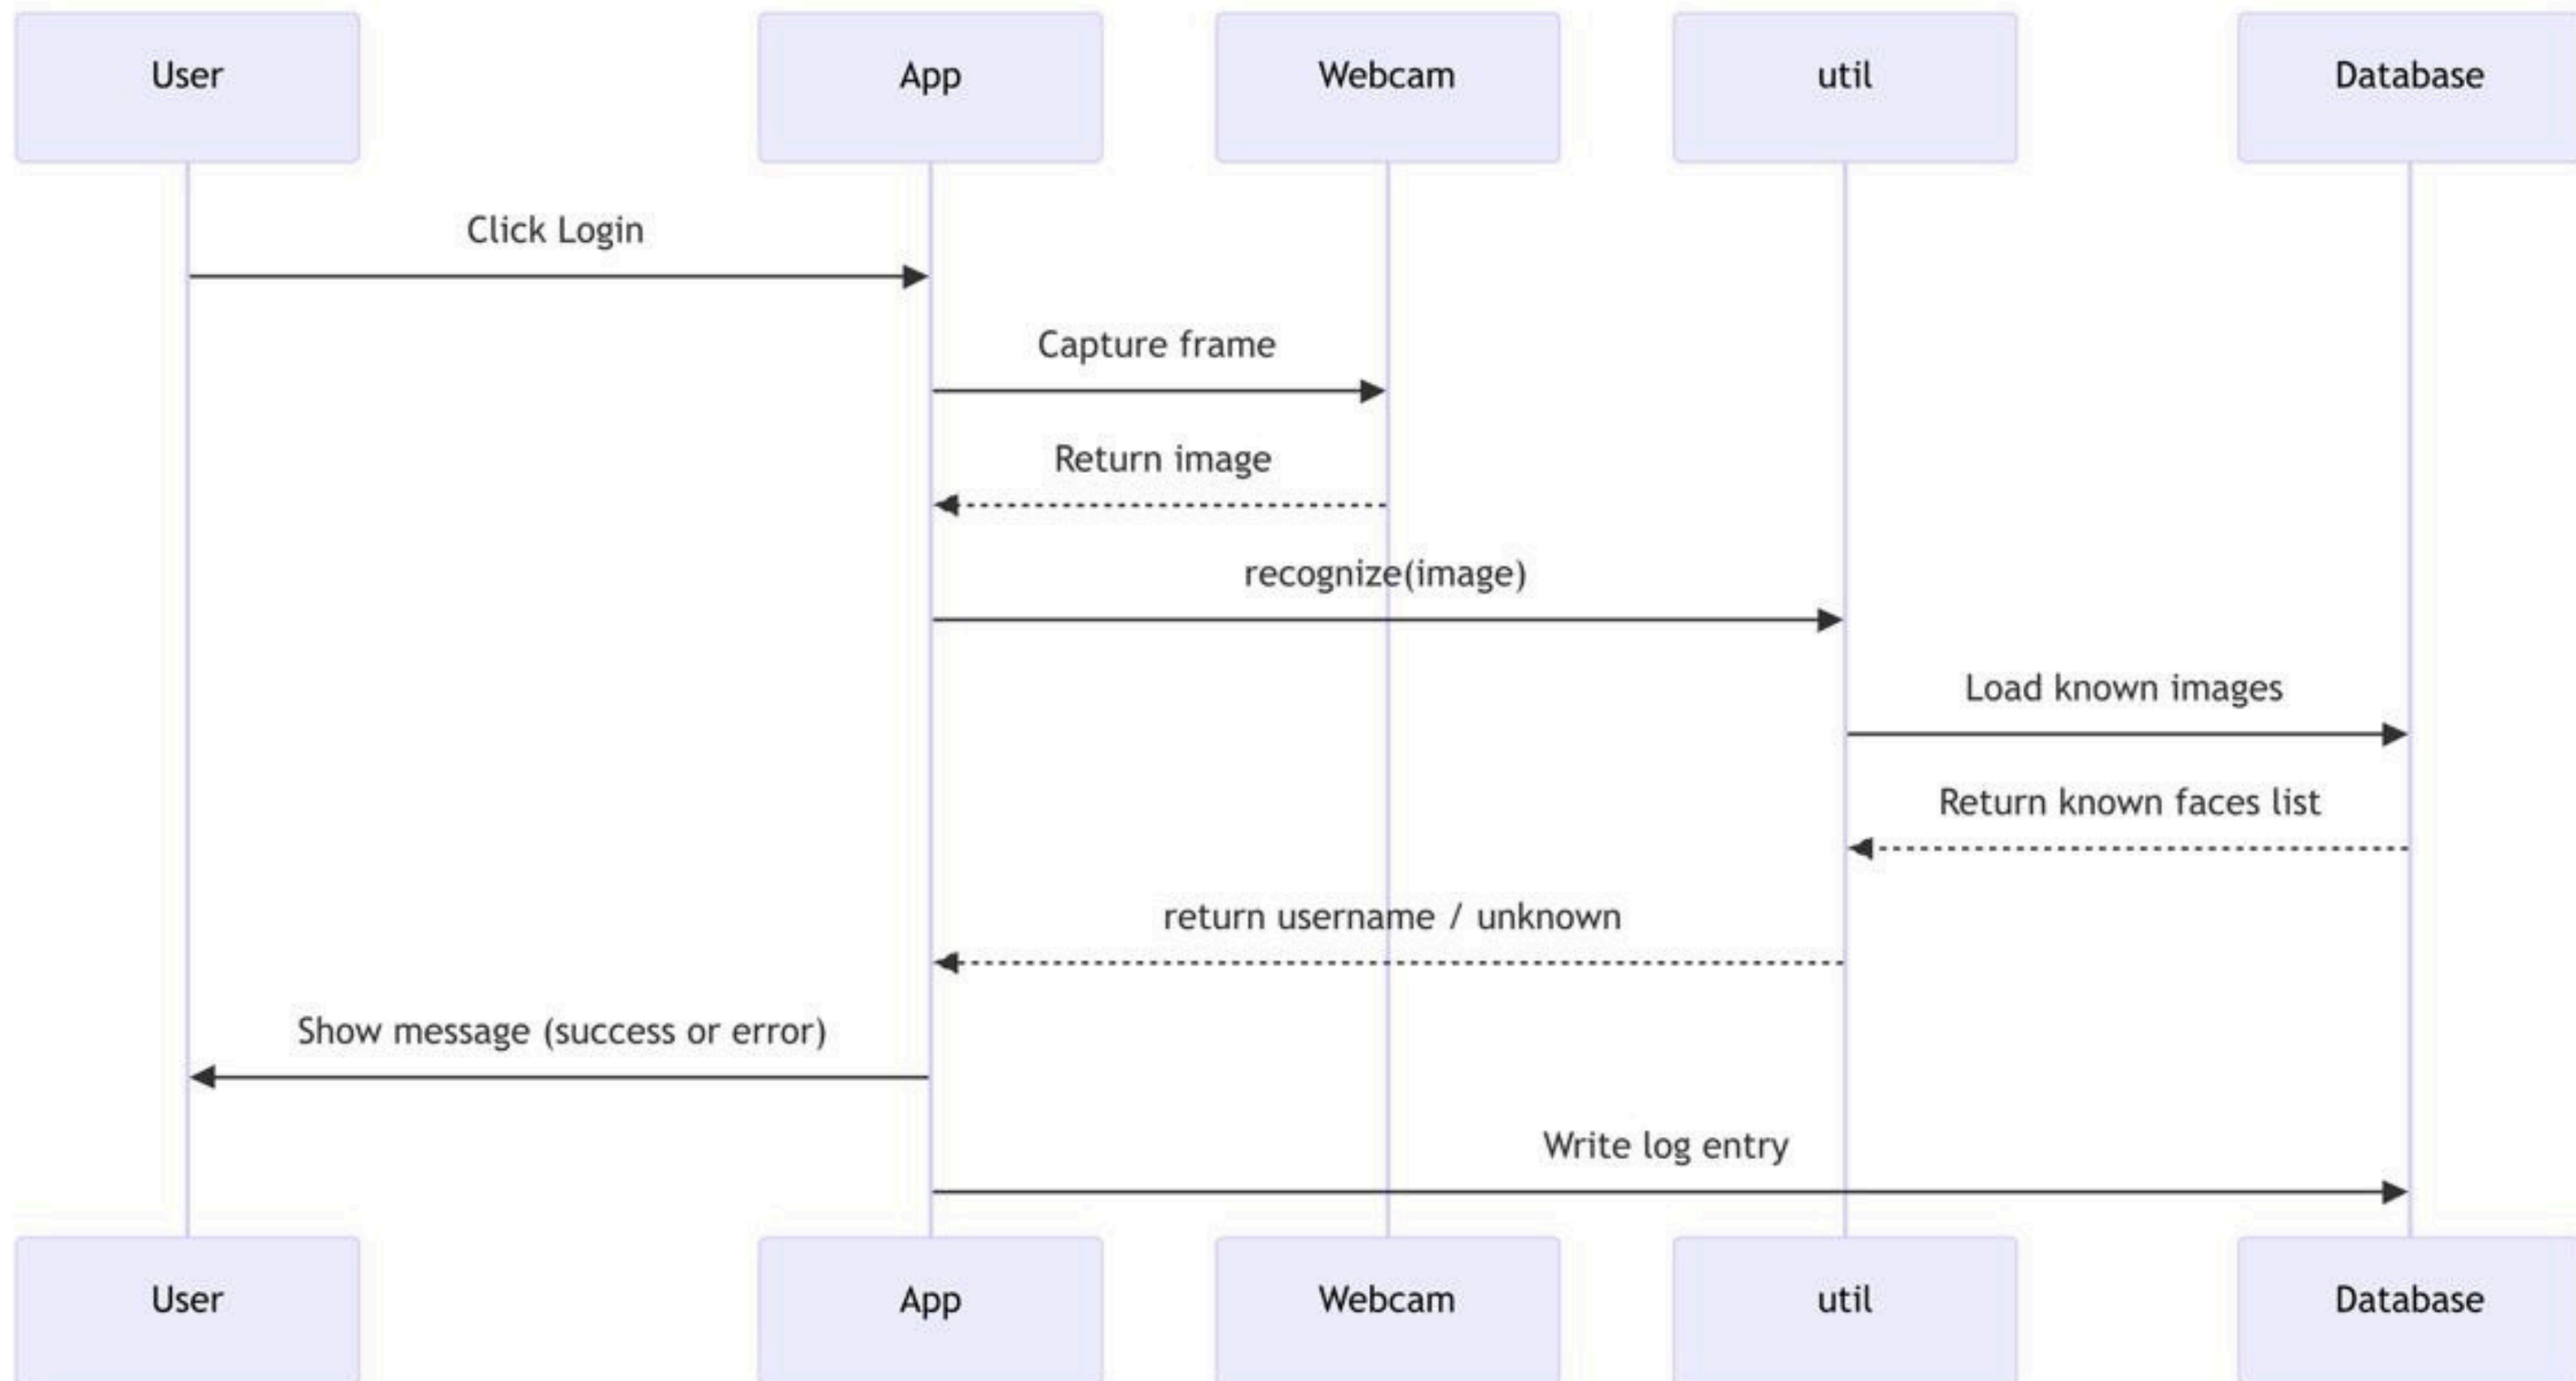 User
App
Webcam
util
Database
Click Login
Capture frame
Return image
recognize(image)
Load known images
Return known faces list
return username / unknown
Show message (success or error)
Write log entry
User
App
Webcam
util
Database